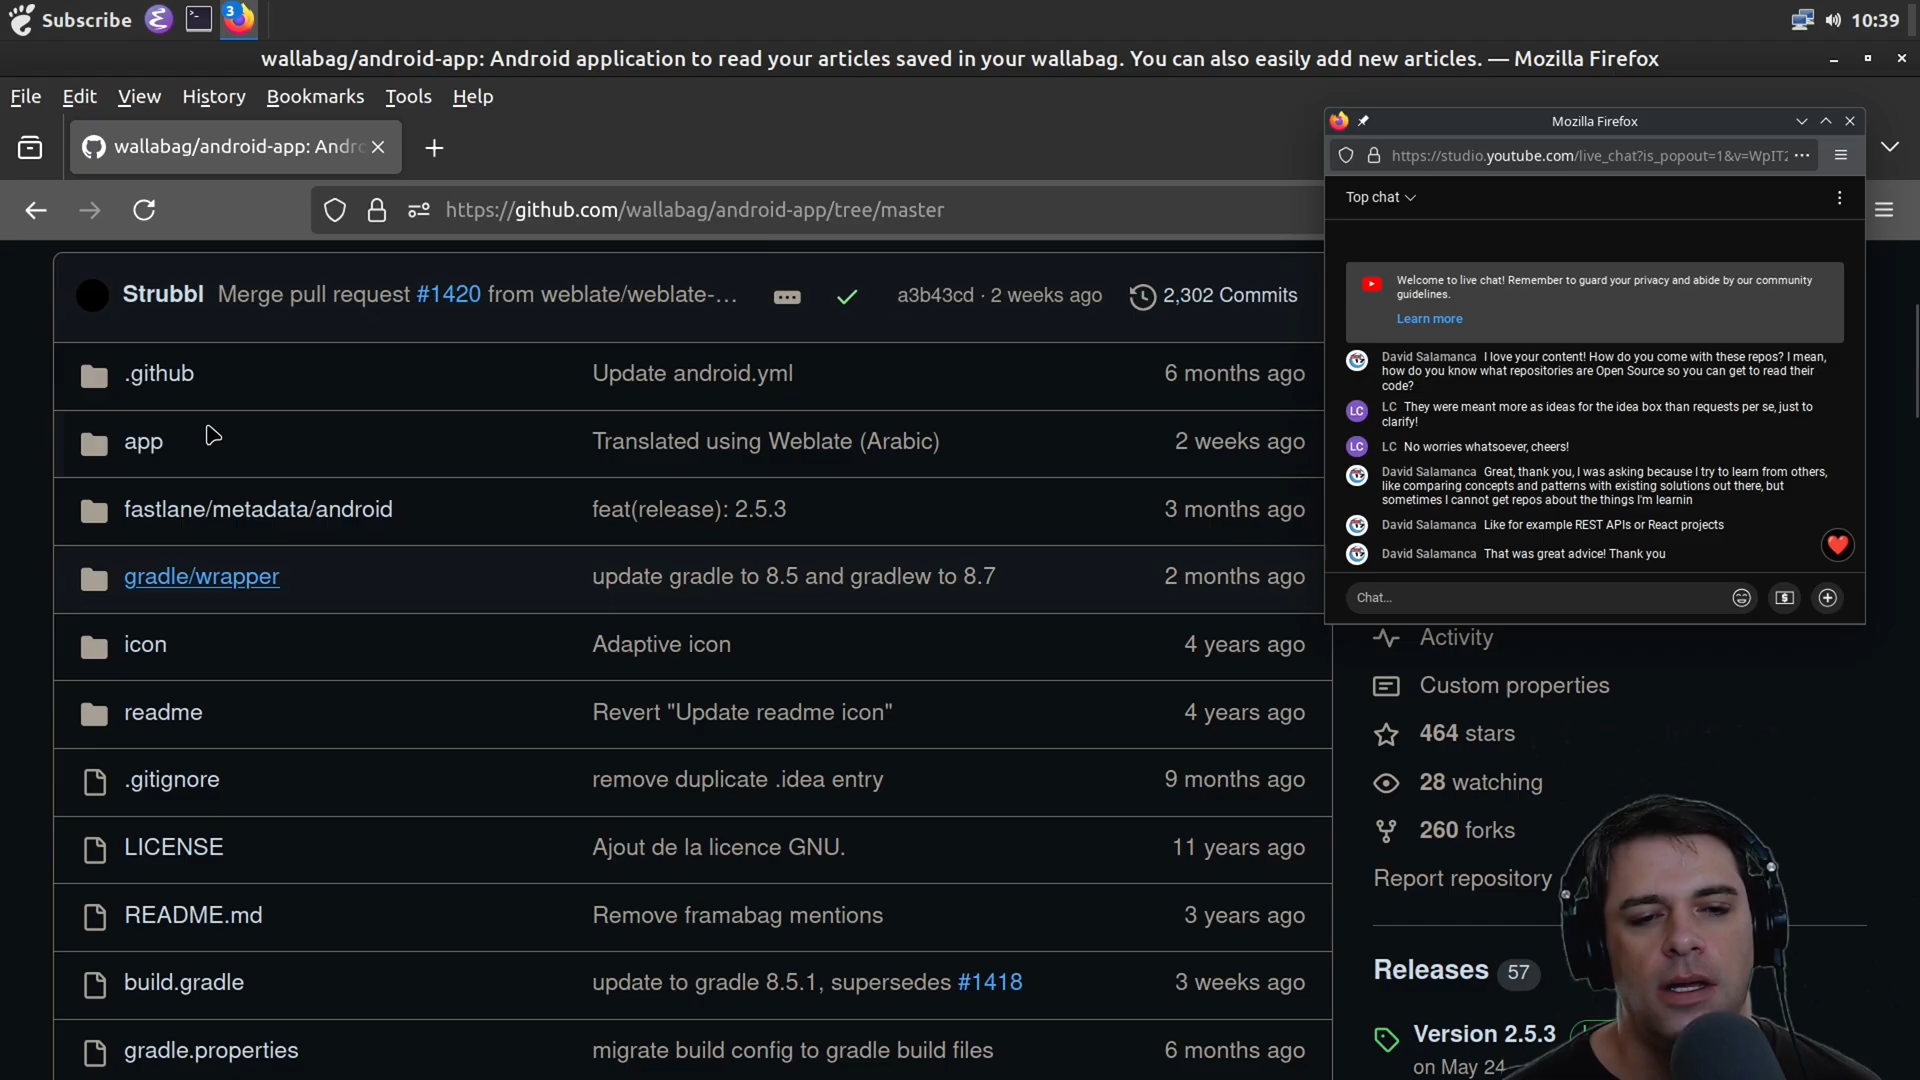 Subscribe
3
10:39
wallabag/android-app: Android application to read your articles saved in your wallabag. You can also easily add new articles. — Mozilla Firefox
File Edit View History Bookmarks Tools Help
wallabag/android-app: Andr
https://github.com/wallabag/android-app/tree/master
Strubbl Merge pull request #1420 from weblate/weblate-… a3b43cd · 2 weeks ago 2,302 Commits
.github Update android.yml 6 months ago
app Translated using Weblate (Arabic) 2 weeks ago
fastlane/metadata/android feat(release): 2.5.3 3 months ago
gradle/wrapper update gradle to 8.5 and gradlew to 8.7 2 months ago
icon Adaptive icon 4 years ago
readme Revert "Update readme icon" 4 years ago
.gitignore remove duplicate .idea entry 9 months ago
LICENSE Ajout de la licence GNU. 11 years ago
README.md Remove framabag mentions 3 years ago
build.gradle update to gradle 8.5.1, supersedes #1418 3 weeks ago
gradle.properties migrate build config to gradle build files 6 months ago
Mozilla Firefox
https://studio.youtube.com/live_chat?is_popout=1&v=WpIT
Top chat
Welcome to live chat! Remember to guard your privacy and abide by our community
guidelines.
Learn more
David Salamanca I love your content! How do you come with these repos? I mean,
how do you know what repositories are Open Source so you can get to read their
code?
LC LC They were meant more as ideas for the idea box than requests per se, just to
clarify!
LC LC No worries whatsoever, cheers!
David Salamanca Great, thank you, I was asking because I try to learn from others,
like comparing concepts and patterns with existing solutions out there, but
sometimes I cannot get repos about the things I'm learnin
David Salamanca Like for example REST APIs or React projects
David Salamanca That was great advice! Thank you
Chat...
Activity
Custom properties
464 stars
28 watching
260 forks
Report repository
Releases 57
Version 2.5.3
on May 24